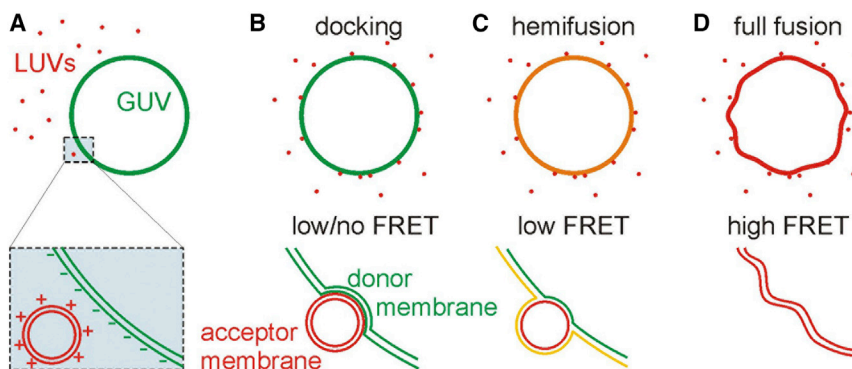 A
LUVs
GUV
+ + + + + + +
- - - - - - - -
B
docking
low/no FRET
donor
membrane
acceptor
membrane
C
hemifusion
low FRET
D
full fusion
high FRET